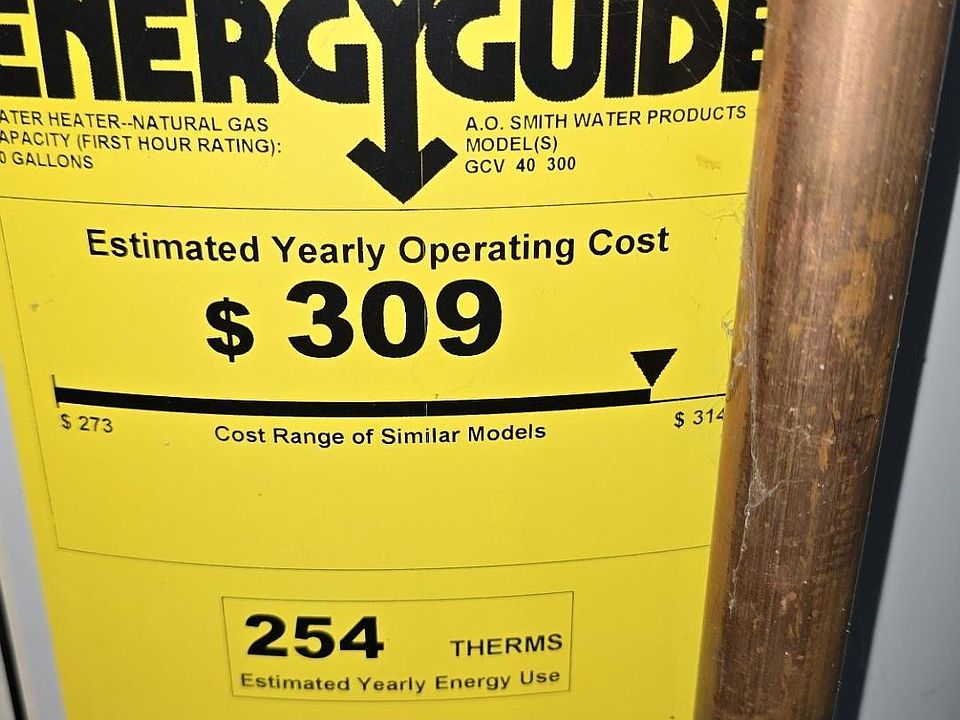 ENERGYGUIDE
ATER HEATER--NATURAL GAS
APACITY (FIRST HOUR RATING):
0 GALLONS
A.O. SMITH WATER PRODUCTS
MODEL(S)
GCV 40 300
Estimated Yearly Operating Cost
$ 309
$ 273
Cost Range of Similar Models
$ 314
254 THERMS
Estimated Yearly Energy Use